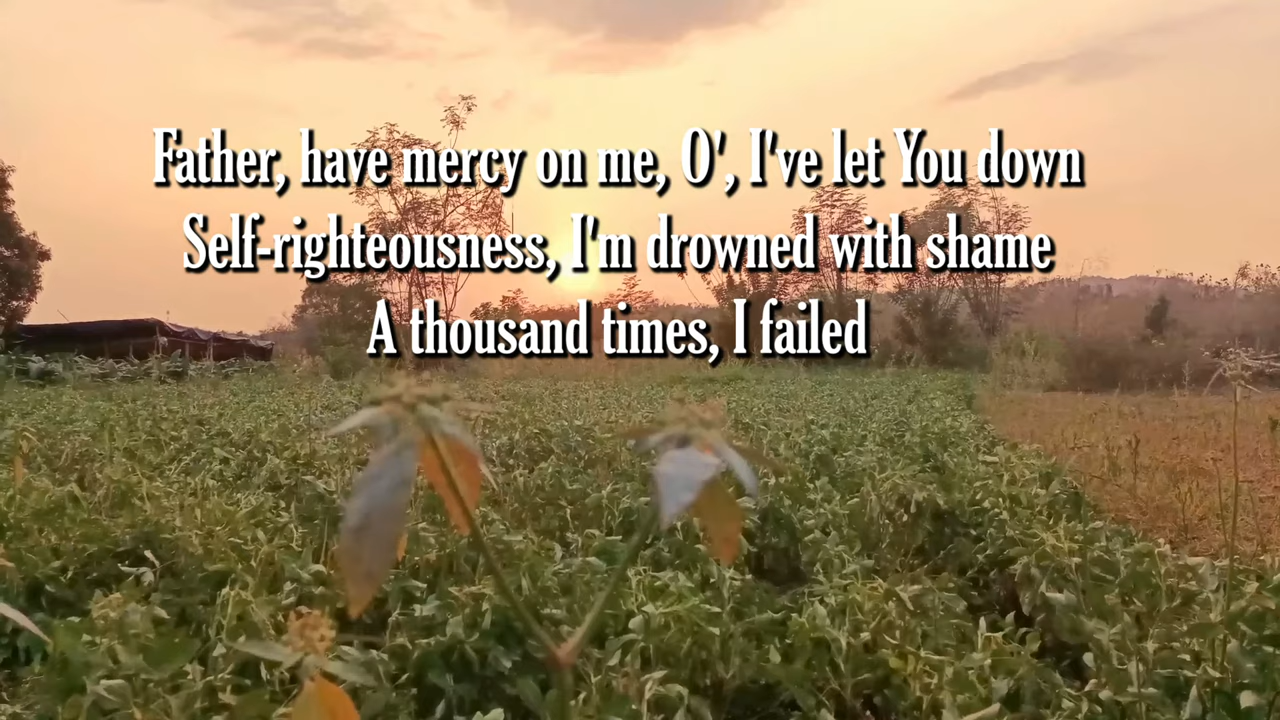 Father, have mercy on me, O', I've let You down
Self-righteousness, I'm drowned with shame
A thousand times, I failed